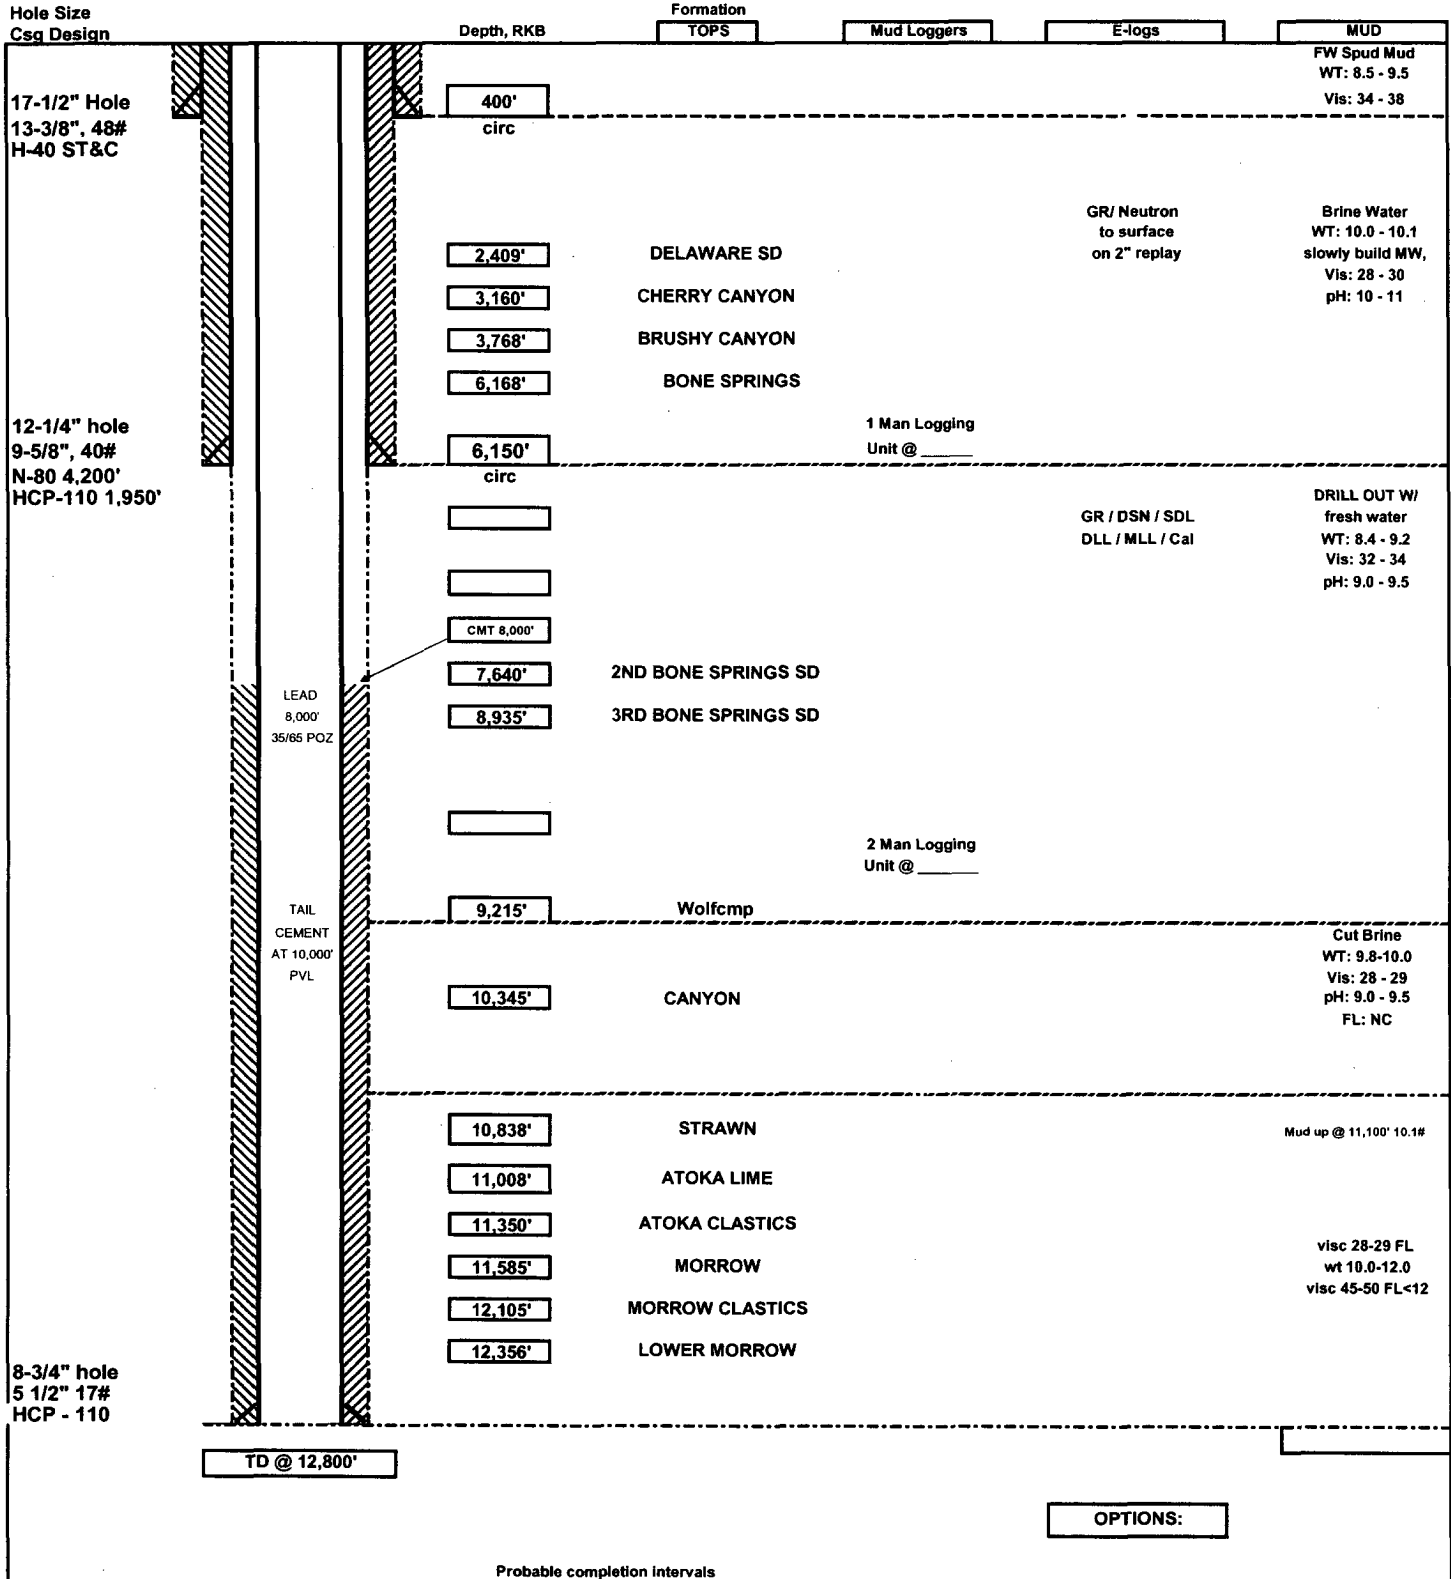 Hole Size
Csg Design
Depth, RKB
Formation
TOPS
Mud Loggers
E-logs
MUD
FW Spud Mud
WT: 8.5 - 9.5
Vis: 34 - 38
17-1/2" Hole
13-3/8", 48#
H-40 ST&C
400'
circ
GR/ Neutron
to surface
on 2" replay
Brine Water
WT: 10.0 - 10.1
slowly build MW,
Vis: 28 - 30
pH: 10 - 11
2,409' DELAWARE SD
3,160' CHERRY CANYON
3,768' BRUSHY CANYON
6,168' BONE SPRINGS
12-1/4" hole
9-5/8", 40#
N-80 4,200'
HCP-110 1,950'
6,150'
circ
1 Man Logging
Unit @ ______
GR / DSN / SDL
DLL / MLL / Cal
DRILL OUT W/
fresh water
WT: 8.4 - 9.2
Vis: 32 - 34
pH: 9.0 - 9.5
CMT 8,000'
7,640' 2ND BONE SPRINGS SD
8,935' 3RD BONE SPRINGS SD
LEAD
8,000'
35/65 POZ
2 Man Logging
Unit @ ______
9,215' Wolfcmp
TAIL
CEMENT
AT 10,000'
PVL
Cut Brine
WT: 9.8-10.0
Vis: 28 - 29
pH: 9.0 - 9.5
FL: NC
10,345' CANYON
10,838' STRAWN
Mud up @ 11,100' 10.1#
11,008' ATOKA LIME
11,350' ATOKA CLASTICS
11,585' MORROW
12,105' MORROW CLASTICS
12,356' LOWER MORROW
visc 28-29 FL
wt 10.0-12.0
visc 45-50 FL<12
8-3/4" hole
5 1/2" 17#
HCP - 110
TD @ 12,800'
OPTIONS:
Probable completion intervals